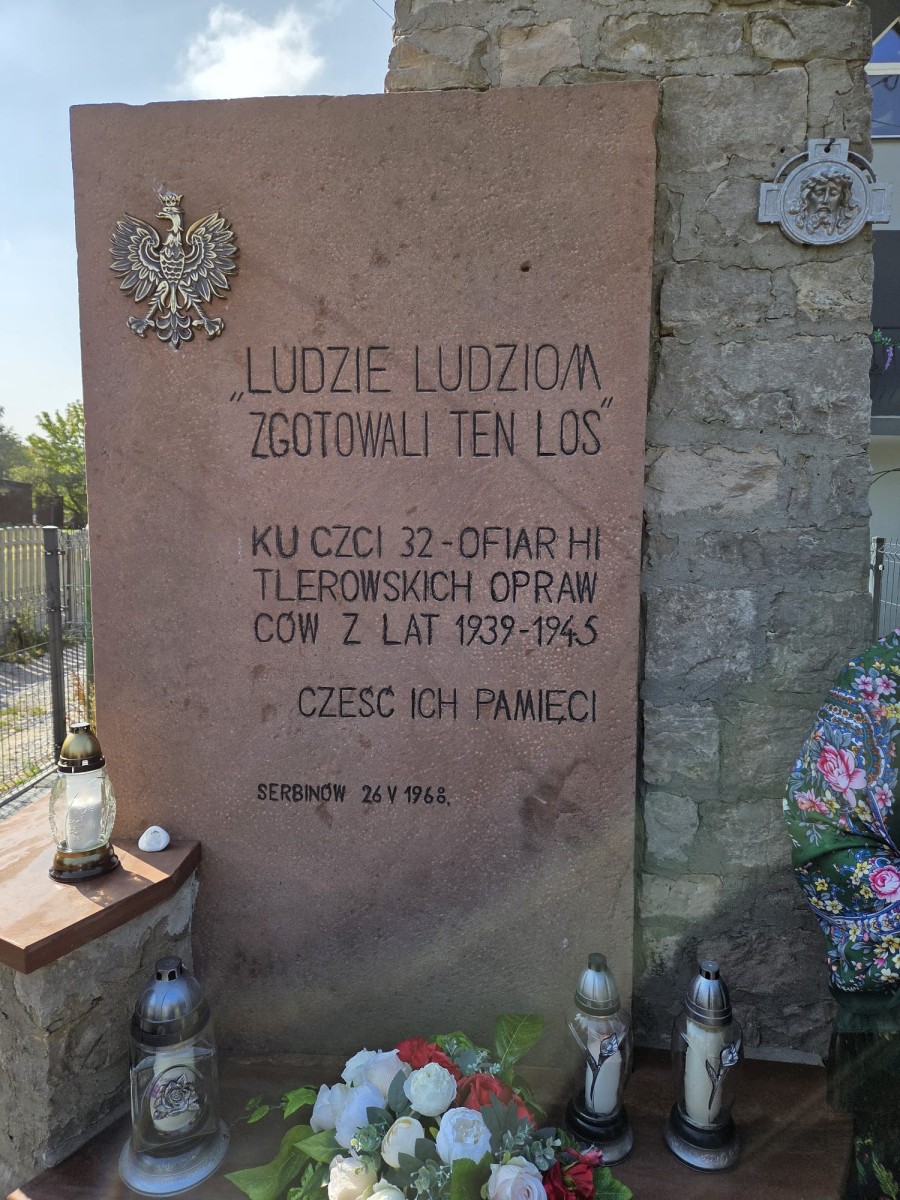 „LUDZIE LUDZIOM
ZGOTOWALI TEN LOS”
KU CZCI 32-OFIAR HI
TLEROWSKICH OPRAW
CÓW Z LAT 1939-1945
CZEŚĆ ICH PAMIĘCI
SERBINÓW 26 V 1968.